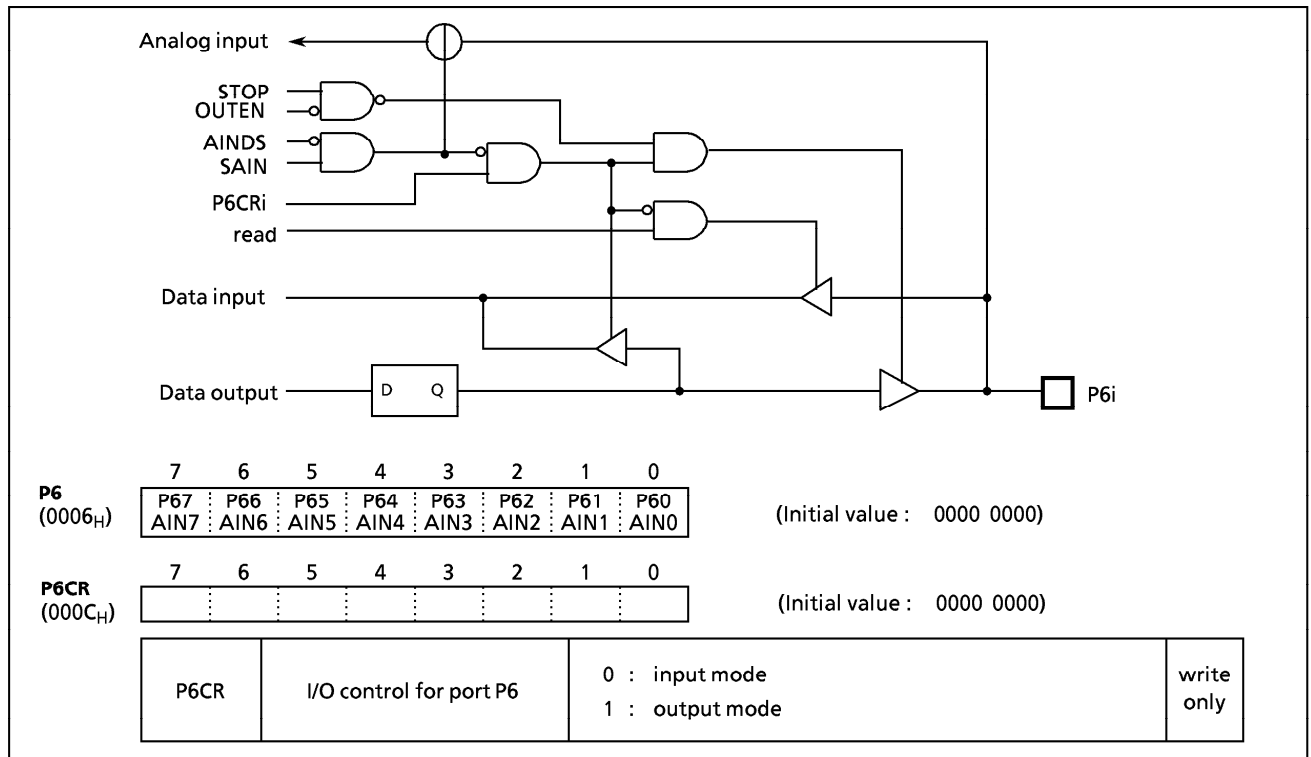 Analog input
STOP
OUTEN
AINDS
SAIN
P6CRi
read
Data input
Data output
D Q
P6i
7 6 5 4 3 2 1 0
P6
(0006H)
P67 P66 P65 P64 P63 P62 P61 P60
AIN7 AIN6 AIN5 AIN4 AIN3 AIN2 AIN1 AIN0
(Initial value : 0000 0000)
7 6 5 4 3 2 1 0
P6CR
(000CH)
(Initial value : 0000 0000)
P6CR
I/O control for port P6
0 : input mode
1 : output mode
write
only